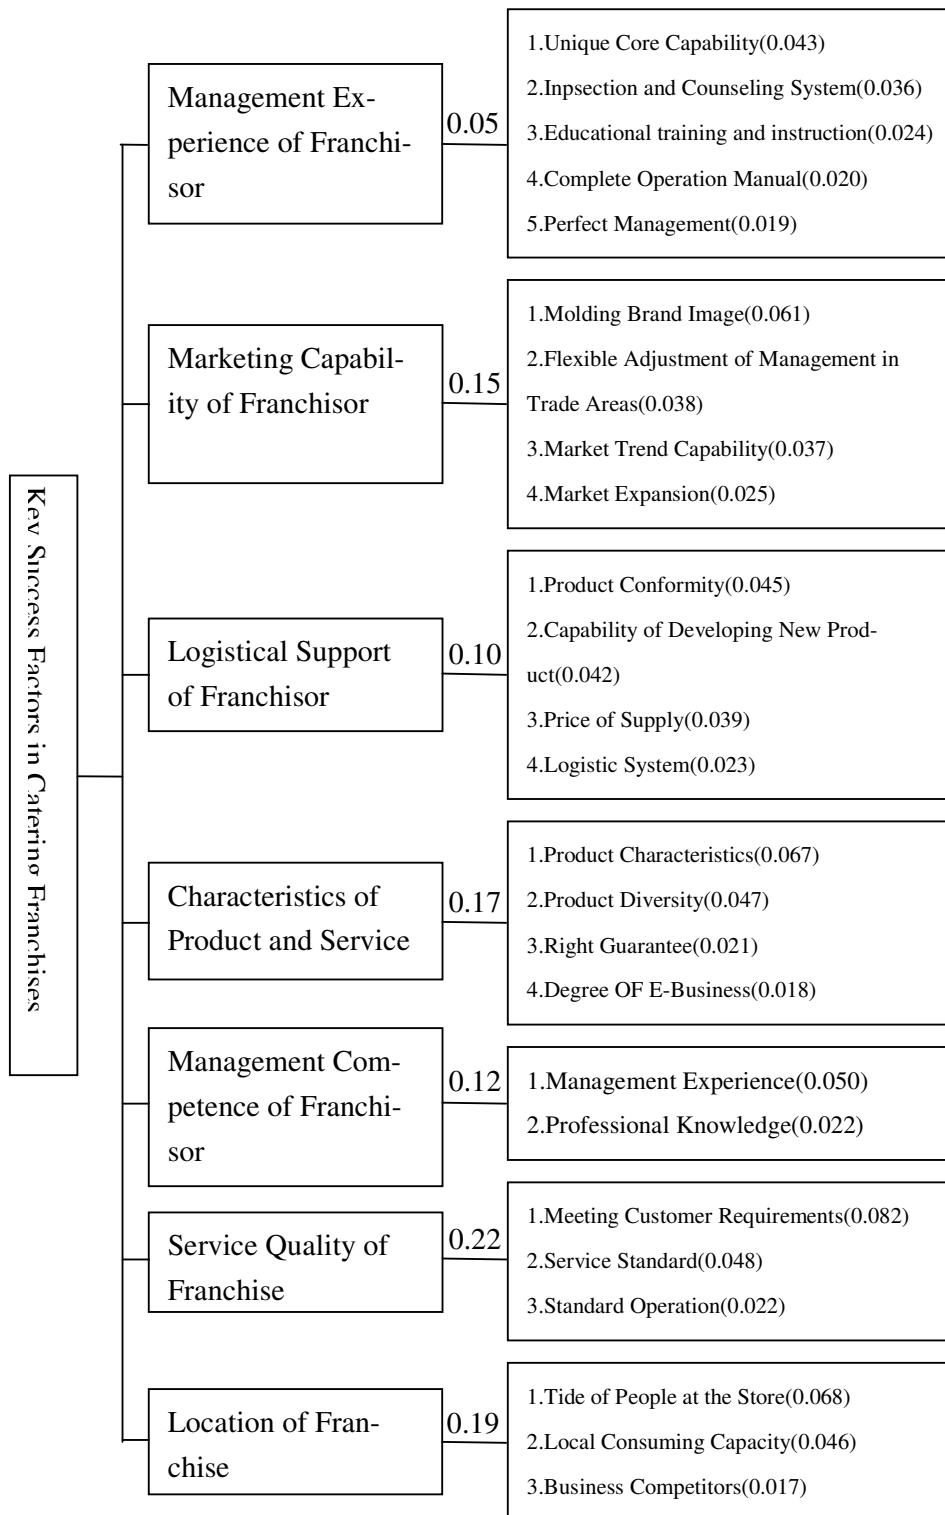 Key Success Factors in Catering Franchises
Management Ex-
perience of Franchi-
sor
0.05
1.Unique Core Capability(0.043)
2.Inpsection and Counseling System(0.036)
3.Educational training and instruction(0.024)
4.Complete Operation Manual(0.020)
5.Perfect Management(0.019)
Marketing Capabil-
ity of Franchisor
0.15
1.Molding Brand Image(0.061)
2.Flexible Adjustment of Management in
Trade Areas(0.038)
3.Market Trend Capability(0.037)
4.Market Expansion(0.025)
Logistical Support
of Franchisor
0.10
1.Product Conformity(0.045)
2.Capability of Developing New Prod-
uct(0.042)
3.Price of Supply(0.039)
4.Logistic System(0.023)
Characteristics of
Product and Service
0.17
1.Product Characteristics(0.067)
2.Product Diversity(0.047)
3.Right Guarantee(0.021)
4.Degree OF E-Business(0.018)
Management Com-
petence of Franchi-
sor
0.12
1.Management Experience(0.050)
2.Professional Knowledge(0.022)
Service Quality of
Franchise
0.22
1.Meeting Customer Requirements(0.082)
2.Service Standard(0.048)
3.Standard Operation(0.022)
Location of Fran-
chise
0.19
1.Tide of People at the Store(0.068)
2.Local Consuming Capacity(0.046)
3.Business Competitors(0.017)